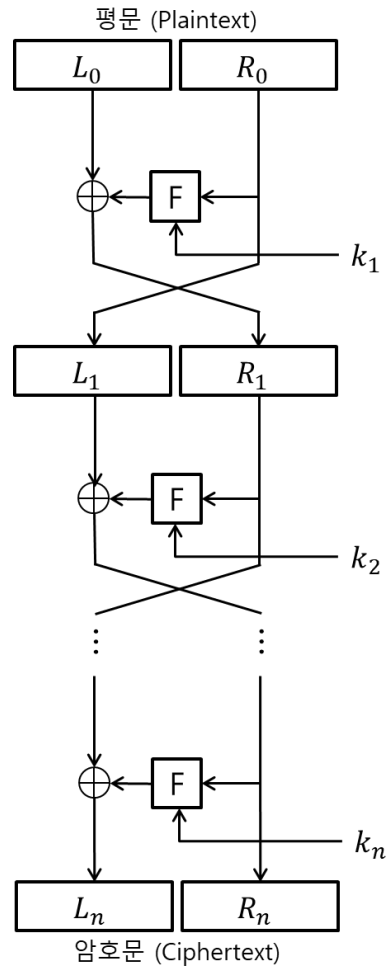 평문 (Plaintext)
L₀ R₀
F
k₁
L₁ R₁
F
k₂
⋮ ⋮
F
kₙ
Lₙ Rₙ
암호문 (Ciphertext)